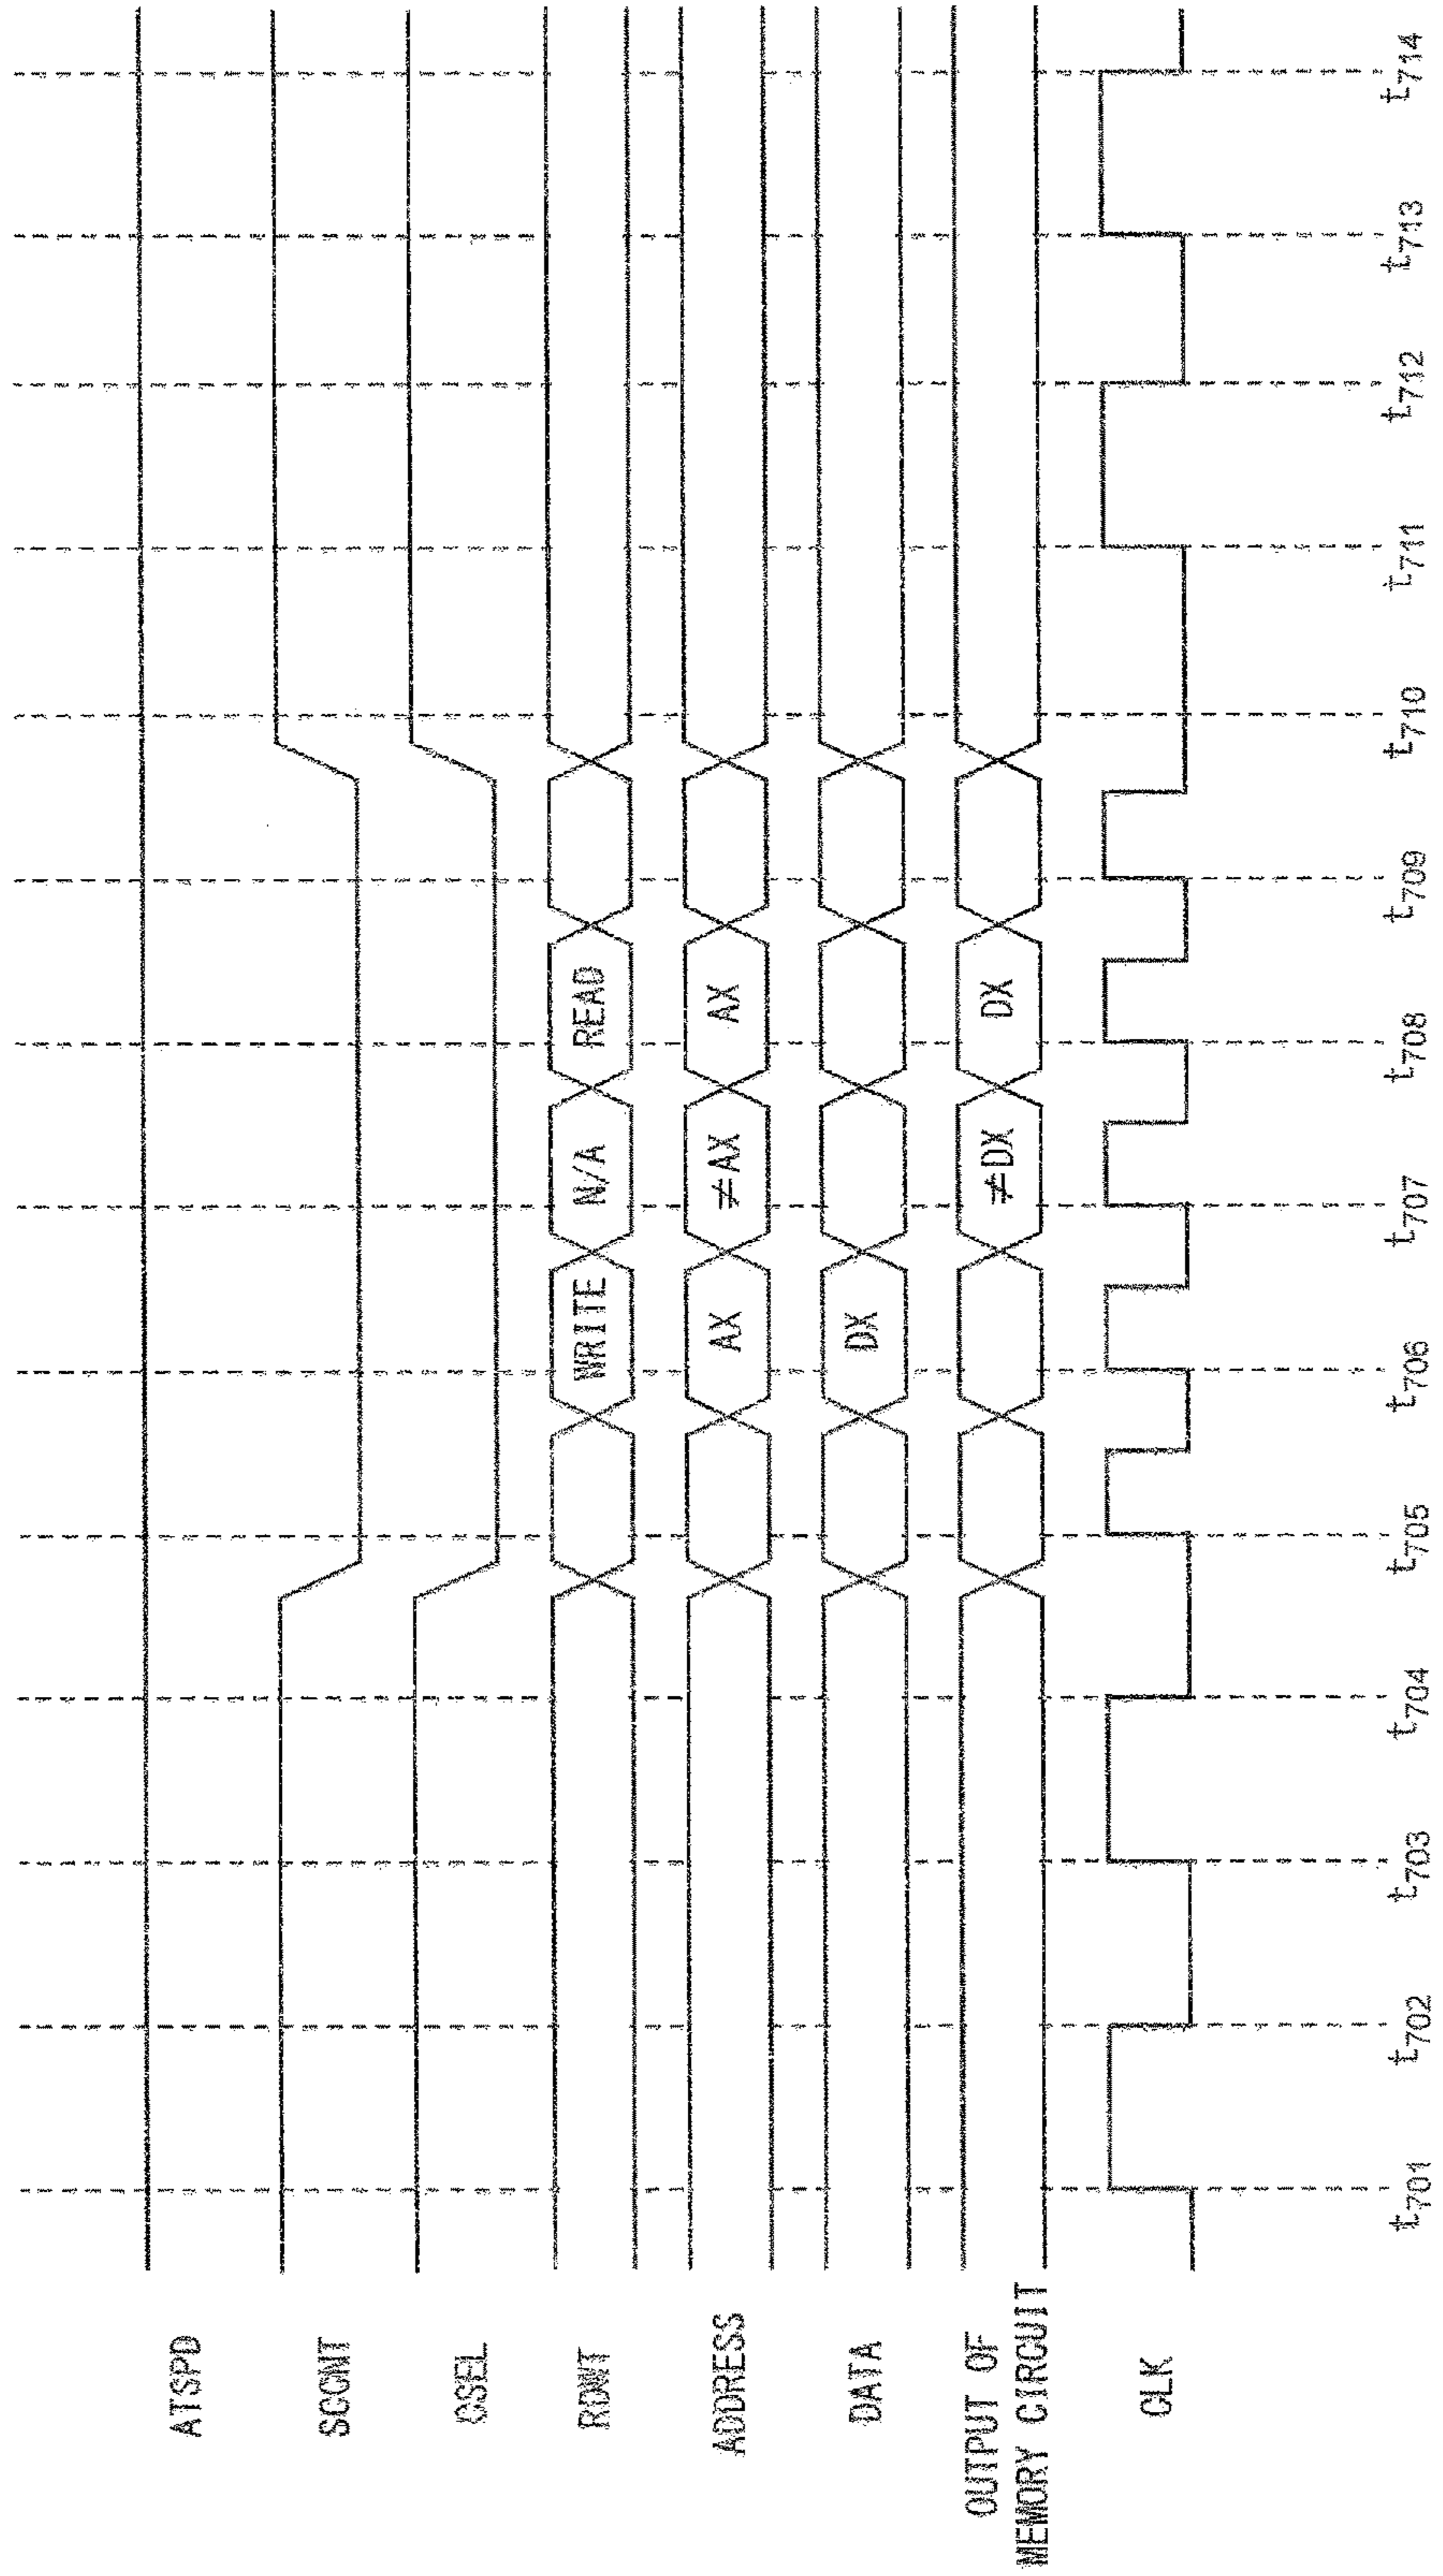 ATSPD
SCCNT
CSEL
RDWT WRITE N/A READ
ADDRESS AX ≠AX AX
DATA DX
OUTPUT OF
MEMORY CIRCUIT ≠DX DX
CLK
t701 t702 t703 t704 t705 t706 t707 t708 t709 t710 t711 t712 t713 t714